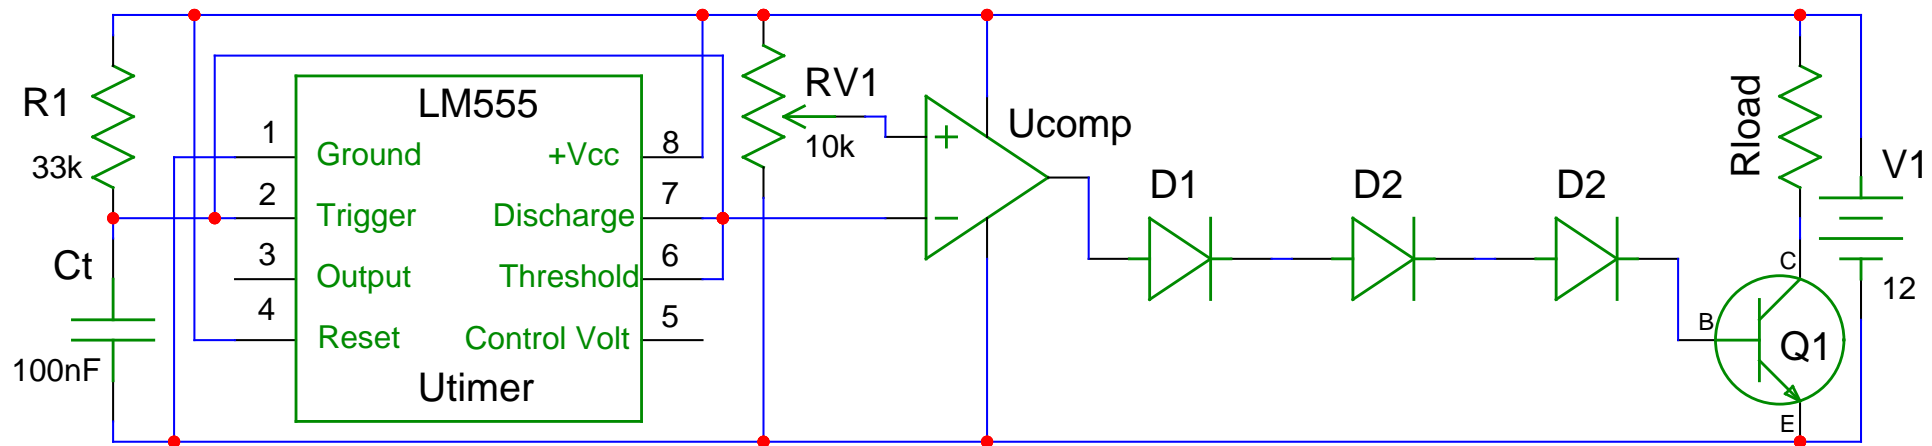 R1
33k
Ct
100nF
LM555
1
Ground
2
Trigger
3
Output
4
Reset
+Vcc
8
Discharge
7
Threshold
6
Control Volt
5
Utimer
RV1
10k
+
−
Ucomp
D1
D2
D2
Rload
C
B
E
Q1
V1
12